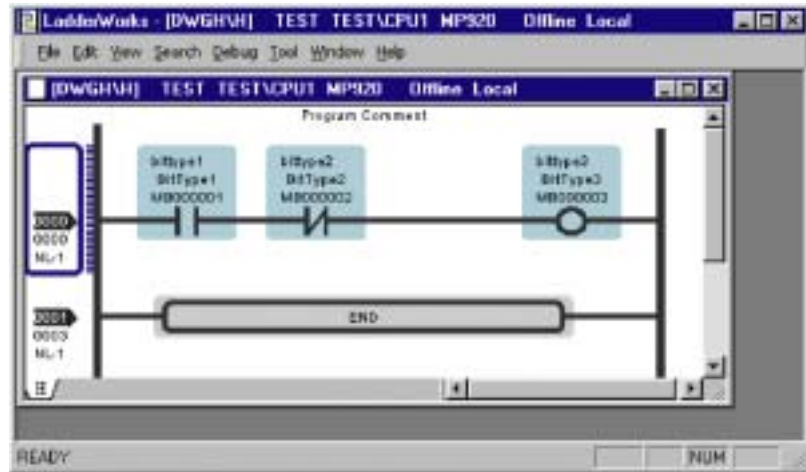 LadderWorks - [DWGH\H] TEST TEST\CPU1 MP920 Offline Local
File Edit View Search Debug Tool Window Help
[DWGH\H] TEST TEST\CPU1 MP920 Offline Local
Program Comment
bittype1
BitType1
MB000001
bittype2
BitType2
MB000002
bittype3
BitType3
MB000003
0000
0000
NL-1
END
0001
0003
NL-1
READY
NUM